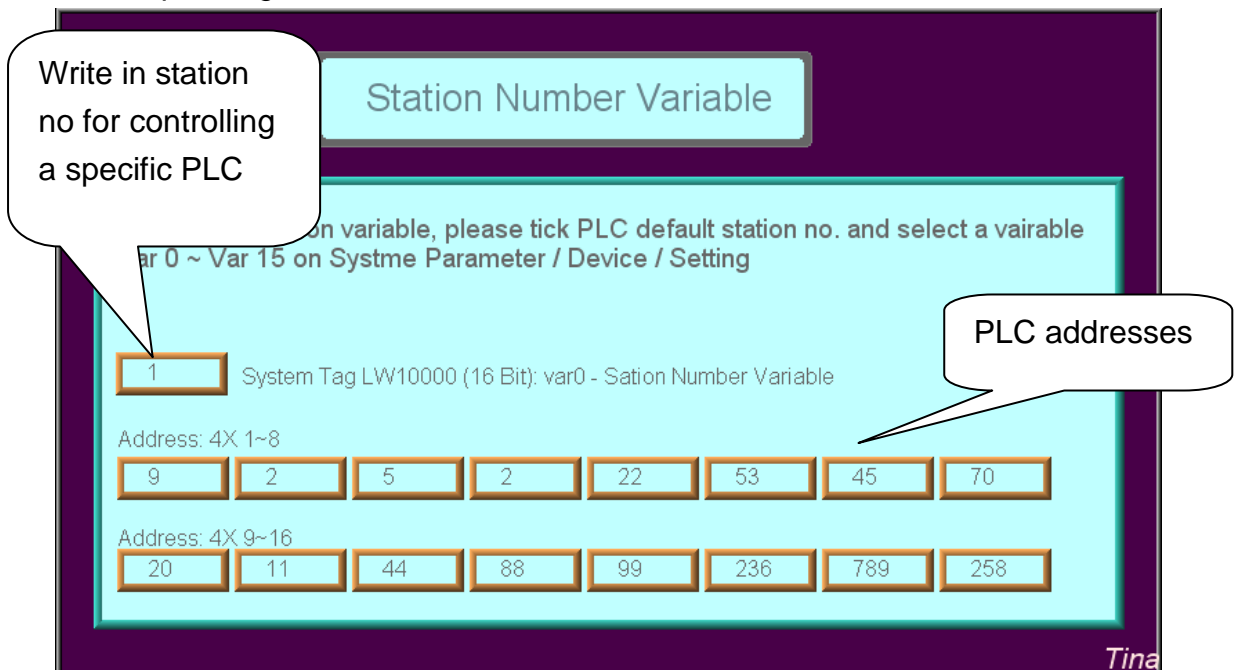 Write in station
no for controlling
a specific PLC
Station Number Variable
on variable, please tick PLC default station no. and select a vairable
ar 0 ~ Var 15 on Systme Parameter / Device / Setting
PLC addresses
1 System Tag LW10000 (16 Bit): var0 - Sation Number Variable
Address: 4X 1~8
9 2 5 2 22 53 45 70
Address: 4X 9~16
20 11 44 88 99 236 789 258
Tina